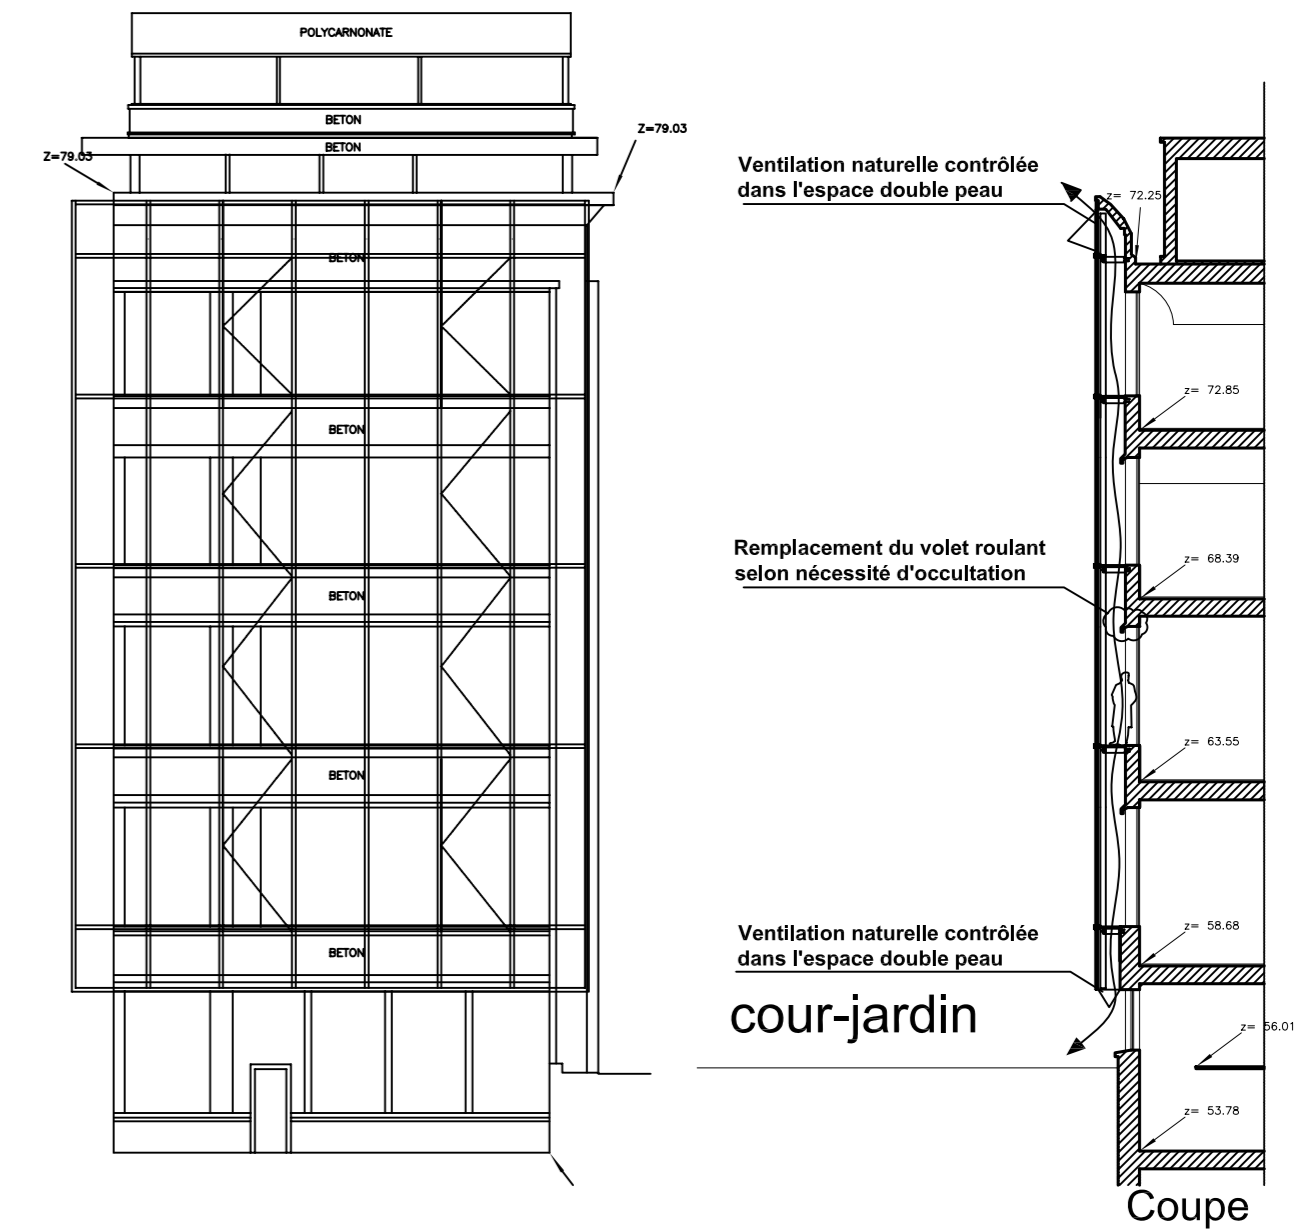 POLYCARNONATE
BETON
BETON
Z=79.03
Z=79.03
BETON
BETON
BETON
BETON
BETON
Ventilation naturelle contrôlée
dans l'espace double peau
z= 72.25
z= 72.85
z= 68.39
Remplacement du volet roulant
selon nécessité d'occultation
z= 63.55
z= 58.68
Ventilation naturelle contrôlée
dans l'espace double peau
cour-jardin
z= 56.01
z= 53.78
Coupe